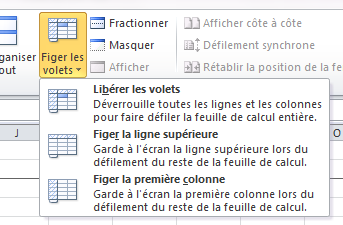 Fractionner
Afficher côte à côte
Masquer
Défilement synchrone
organiser
tout
Figer les
volets
Afficher
Rétablir la position de la fe
Libérer les volets
Déverrouille toutes les lignes et les colonnes
pour faire défiler la feuille de calcul entière.
Figer la ligne supérieure
Garde à l'écran la ligne supérieure lors du
défilement du reste de la feuille de calcul.
Figer la première colonne
Garde à l'écran la première colonne lors du
défilement du reste de la feuille de calcul.
J